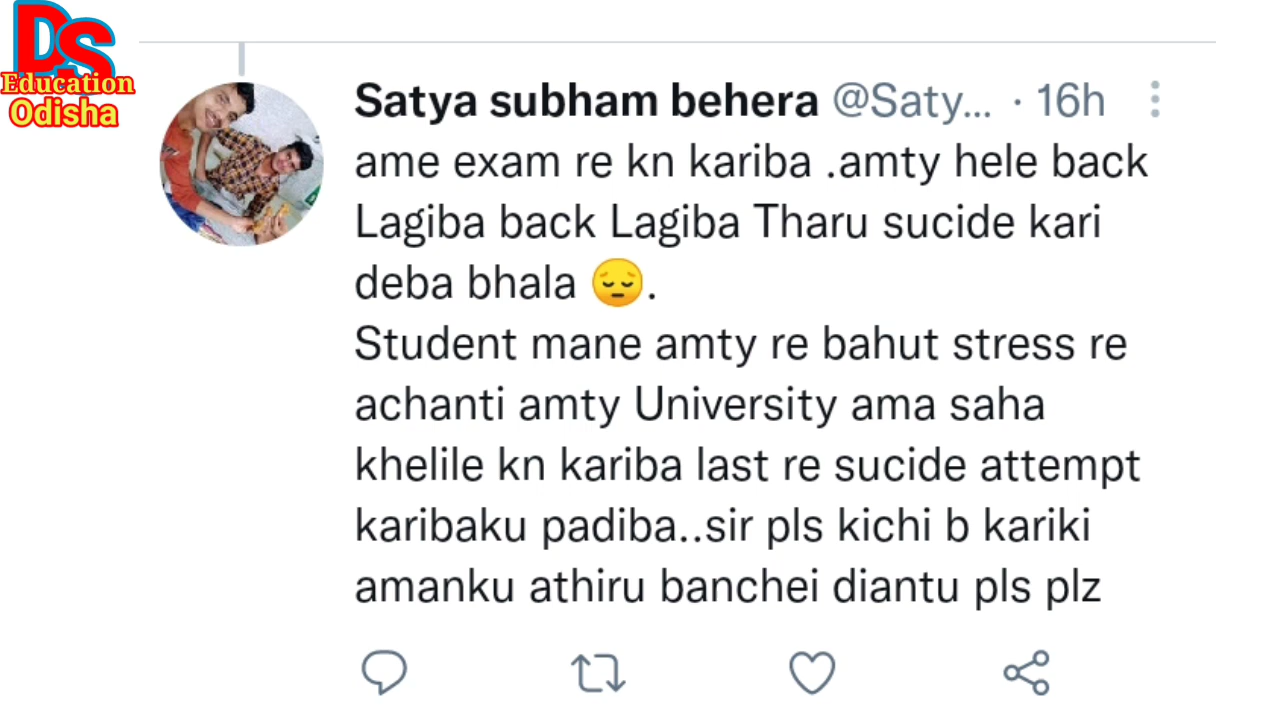 DS
Education
Odisha
Satya subham behera @Saty... · 16h
ame exam re kn kariba .amty hele back
Lagiba back Lagiba Tharu sucide kari
deba bhala 😔.
Student mane amty re bahut stress re
achanti amty University ama saha
khelile kn kariba last re sucide attempt
karibaku padiba..sir pls kichi b kariki
amanku athiru banchei diantu pls plz